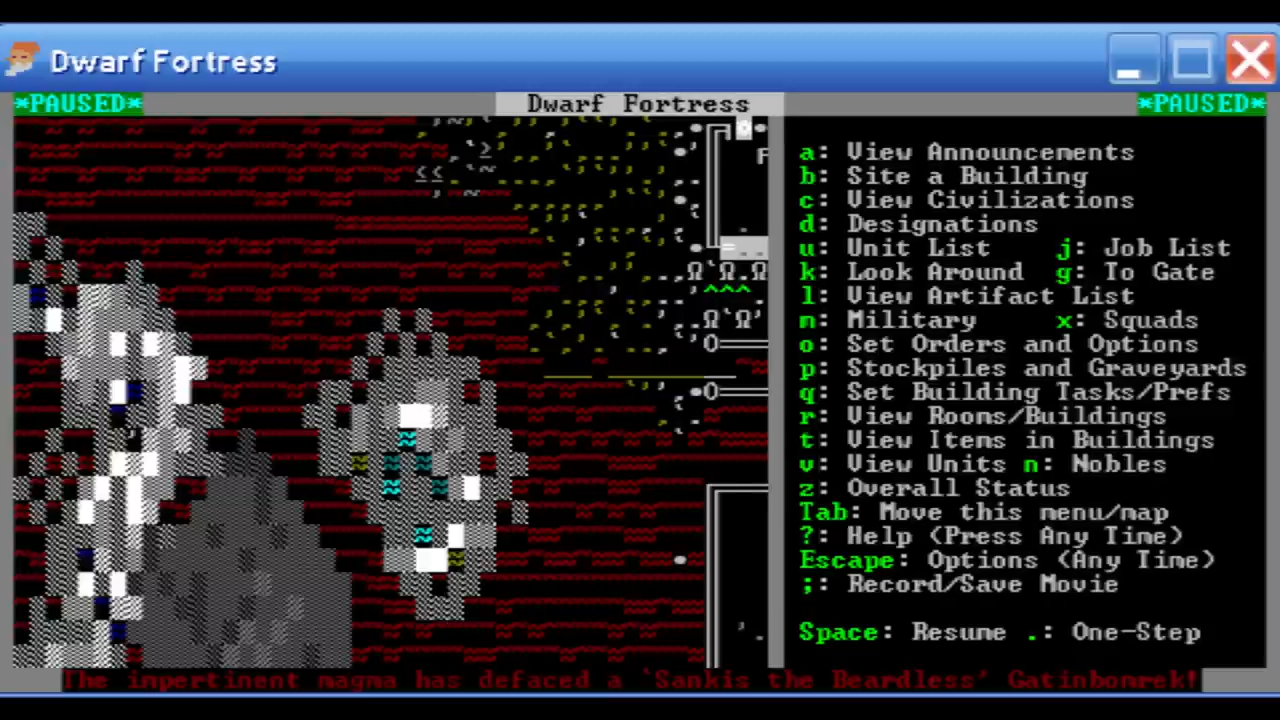 Dwarf Fortress
*PAUSED* Dwarf Fortress *PAUSED*
a: View Announcements
b: Site a Building
c: View Civilizations
d: Designations
u: Unit List j: Job List
k: Look Around g: To Gate
l: View Artifact List
m: Military x: Squads
o: Set Orders and Options
p: Stockpiles and Graveyards
q: Set Building Tasks/Prefs
r: View Rooms/Buildings
t: View Items in Buildings
v: View Units n: Nobles
z: Overall Status
Tab: Move this menu/map
?: Help (Press Any Time)
Escape: Options (Any Time)
;: Record/Save Movie
Space: Resume .: One-Step
The impertinent magma has defaced a `Sankis the Beardless' Gatinbomrek!